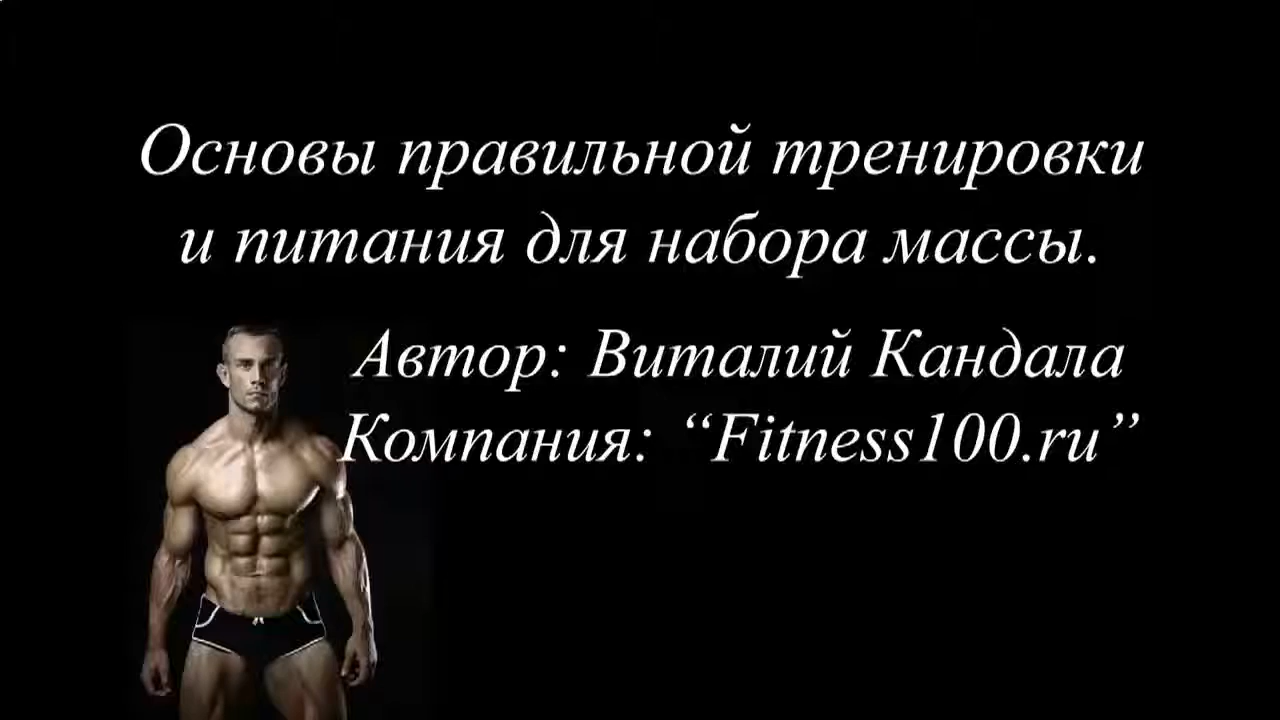 Основы правильной тренировки
и питания для набора массы.
Автор: Виталий Кандала
Компания: “Fitness100.ru”